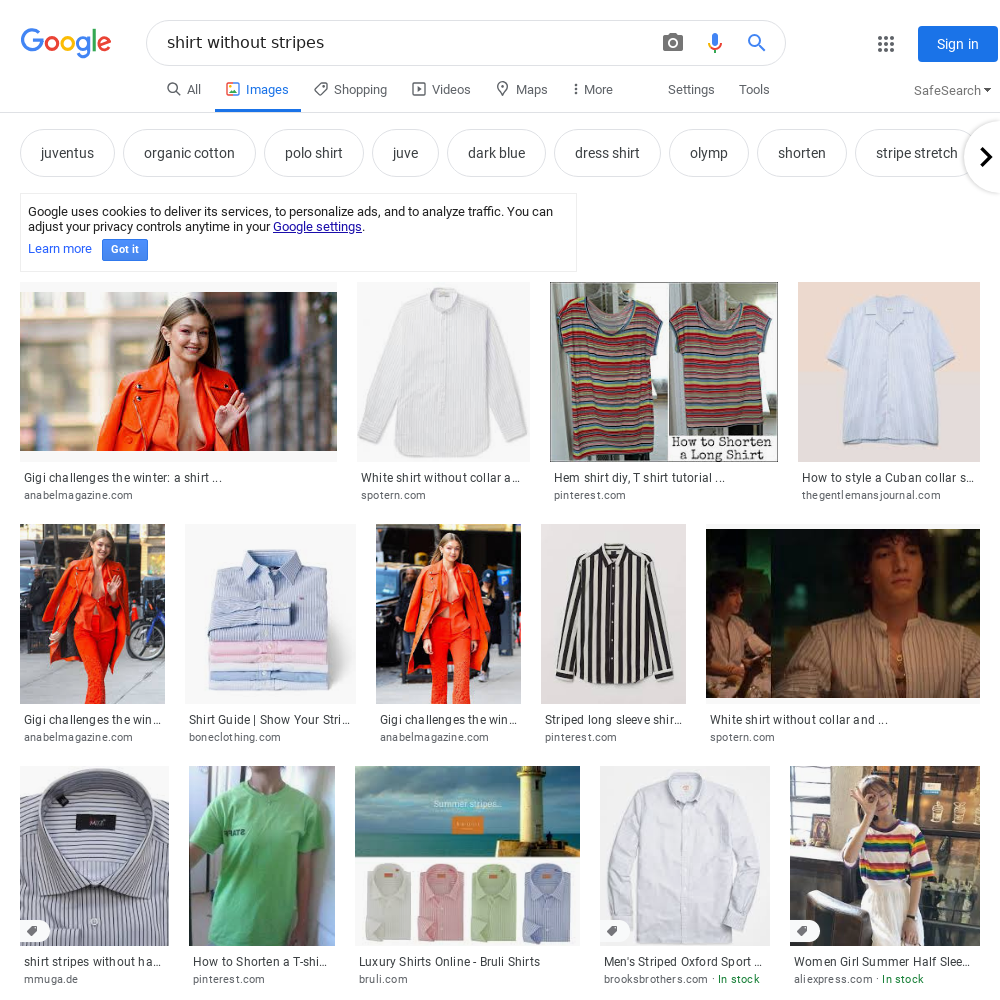 Google
shirt without stripes
Sign in
All
Images
Shopping
Videos
Maps
More
Settings
Tools
SafeSearch
juventus
organic cotton
polo shirt
juve
dark blue
dress shirt
olymp
shorten
stripe stretch
Google uses cookies to deliver its services, to personalize ads, and to analyze traffic. You can
adjust your privacy controls anytime in your Google settings.
Learn more
Got it
How to Shorten
a Long Shirt
Gigi challenges the winter: a shirt ...
anabelmagazine.com
White shirt without collar a...
spotern.com
Hem shirt diy, T shirt tutorial ...
pinterest.com
How to style a Cuban collar s...
thegentlemansjournal.com
Gigi challenges the win...
anabelmagazine.com
Shirt Guide | Show Your Stri...
boneclothing.com
Gigi challenges the win...
anabelmagazine.com
Striped long sleeve shir...
pinterest.com
White shirt without collar and ...
spotern.com
Summer stripes...
shirt stripes without ha...
mmuga.de
How to Shorten a T-shi...
pinterest.com
Luxury Shirts Online - Bruli Shirts
bruli.com
Men's Striped Oxford Sport ...
brooksbrothers.com · In stock
Women Girl Summer Half Slee...
aliexpress.com · In stock